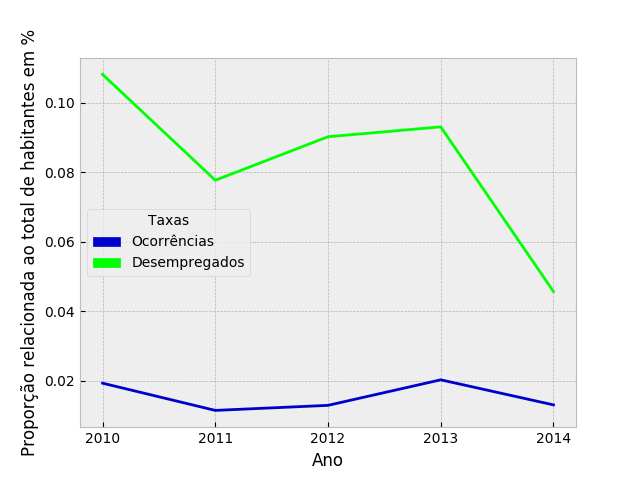 Proporção relacionada ao total de habitantes em %
0.10
0.08
0.06
0.04
0.02
Taxas
Ocorrências
Desempregados
2010 2011 2012 2013 2014
Ano